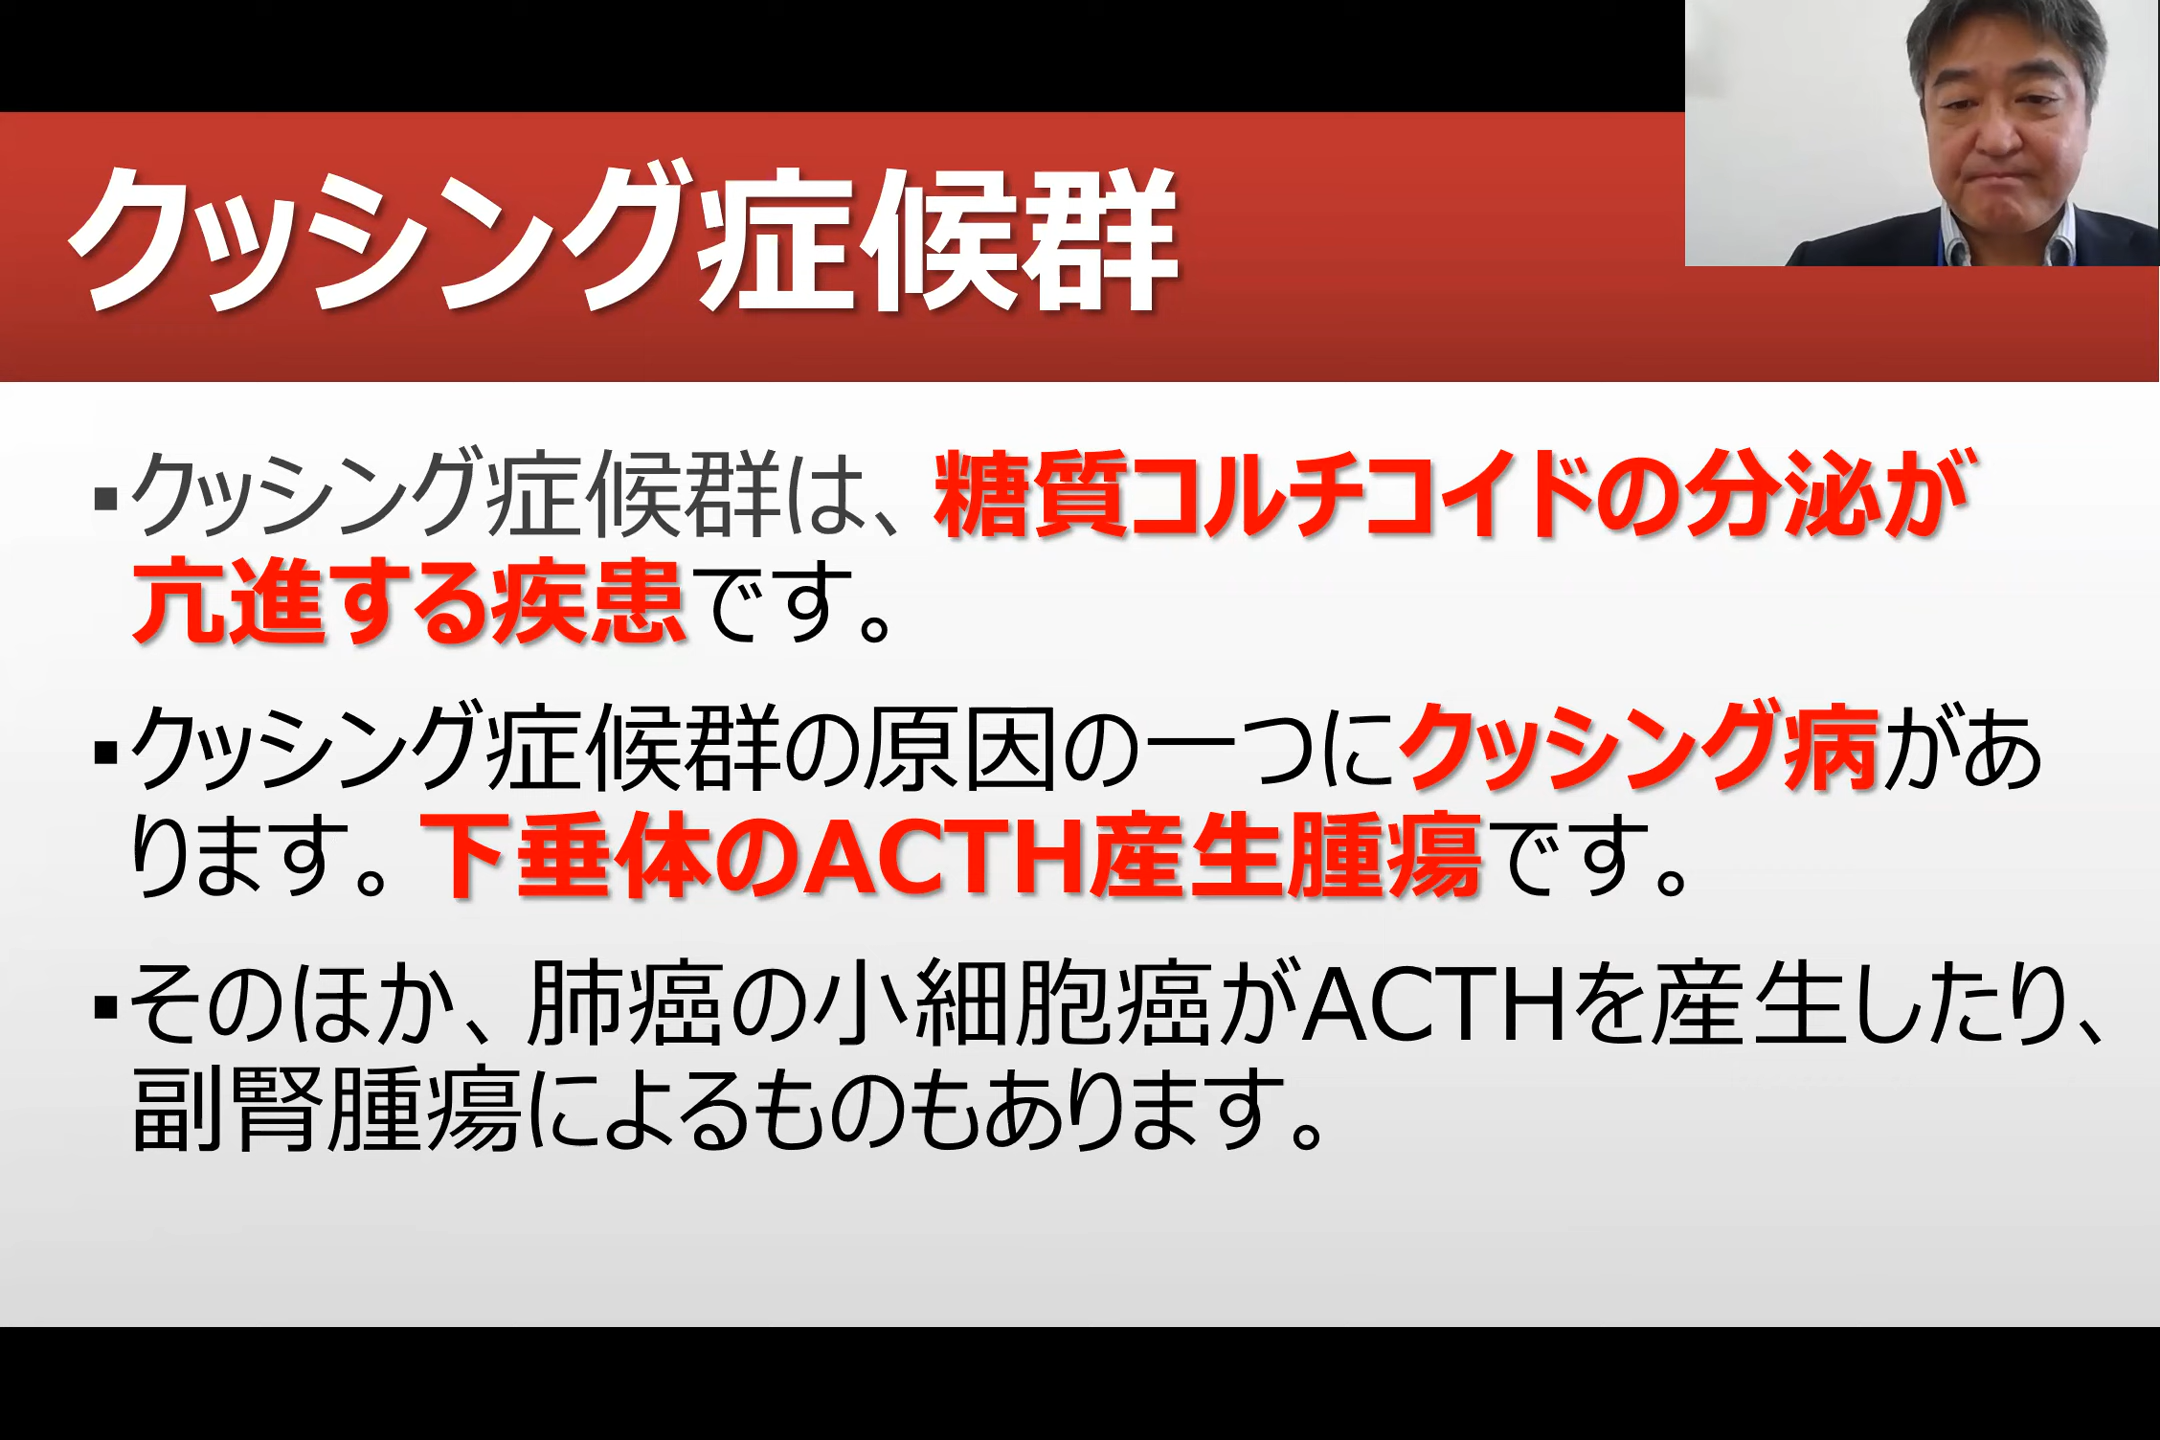 クッシング症候群
▪クッシング症候群は、糖質コルチコイドの分泌が
亢進する疾患です。
▪クッシング症候群の原因の一つにクッシング病があ
ります。下垂体のACTH産生腫瘍です。
▪そのほか、肺癌の小細胞癌がACTHを産生したり、
副腎腫瘍によるものもあります。